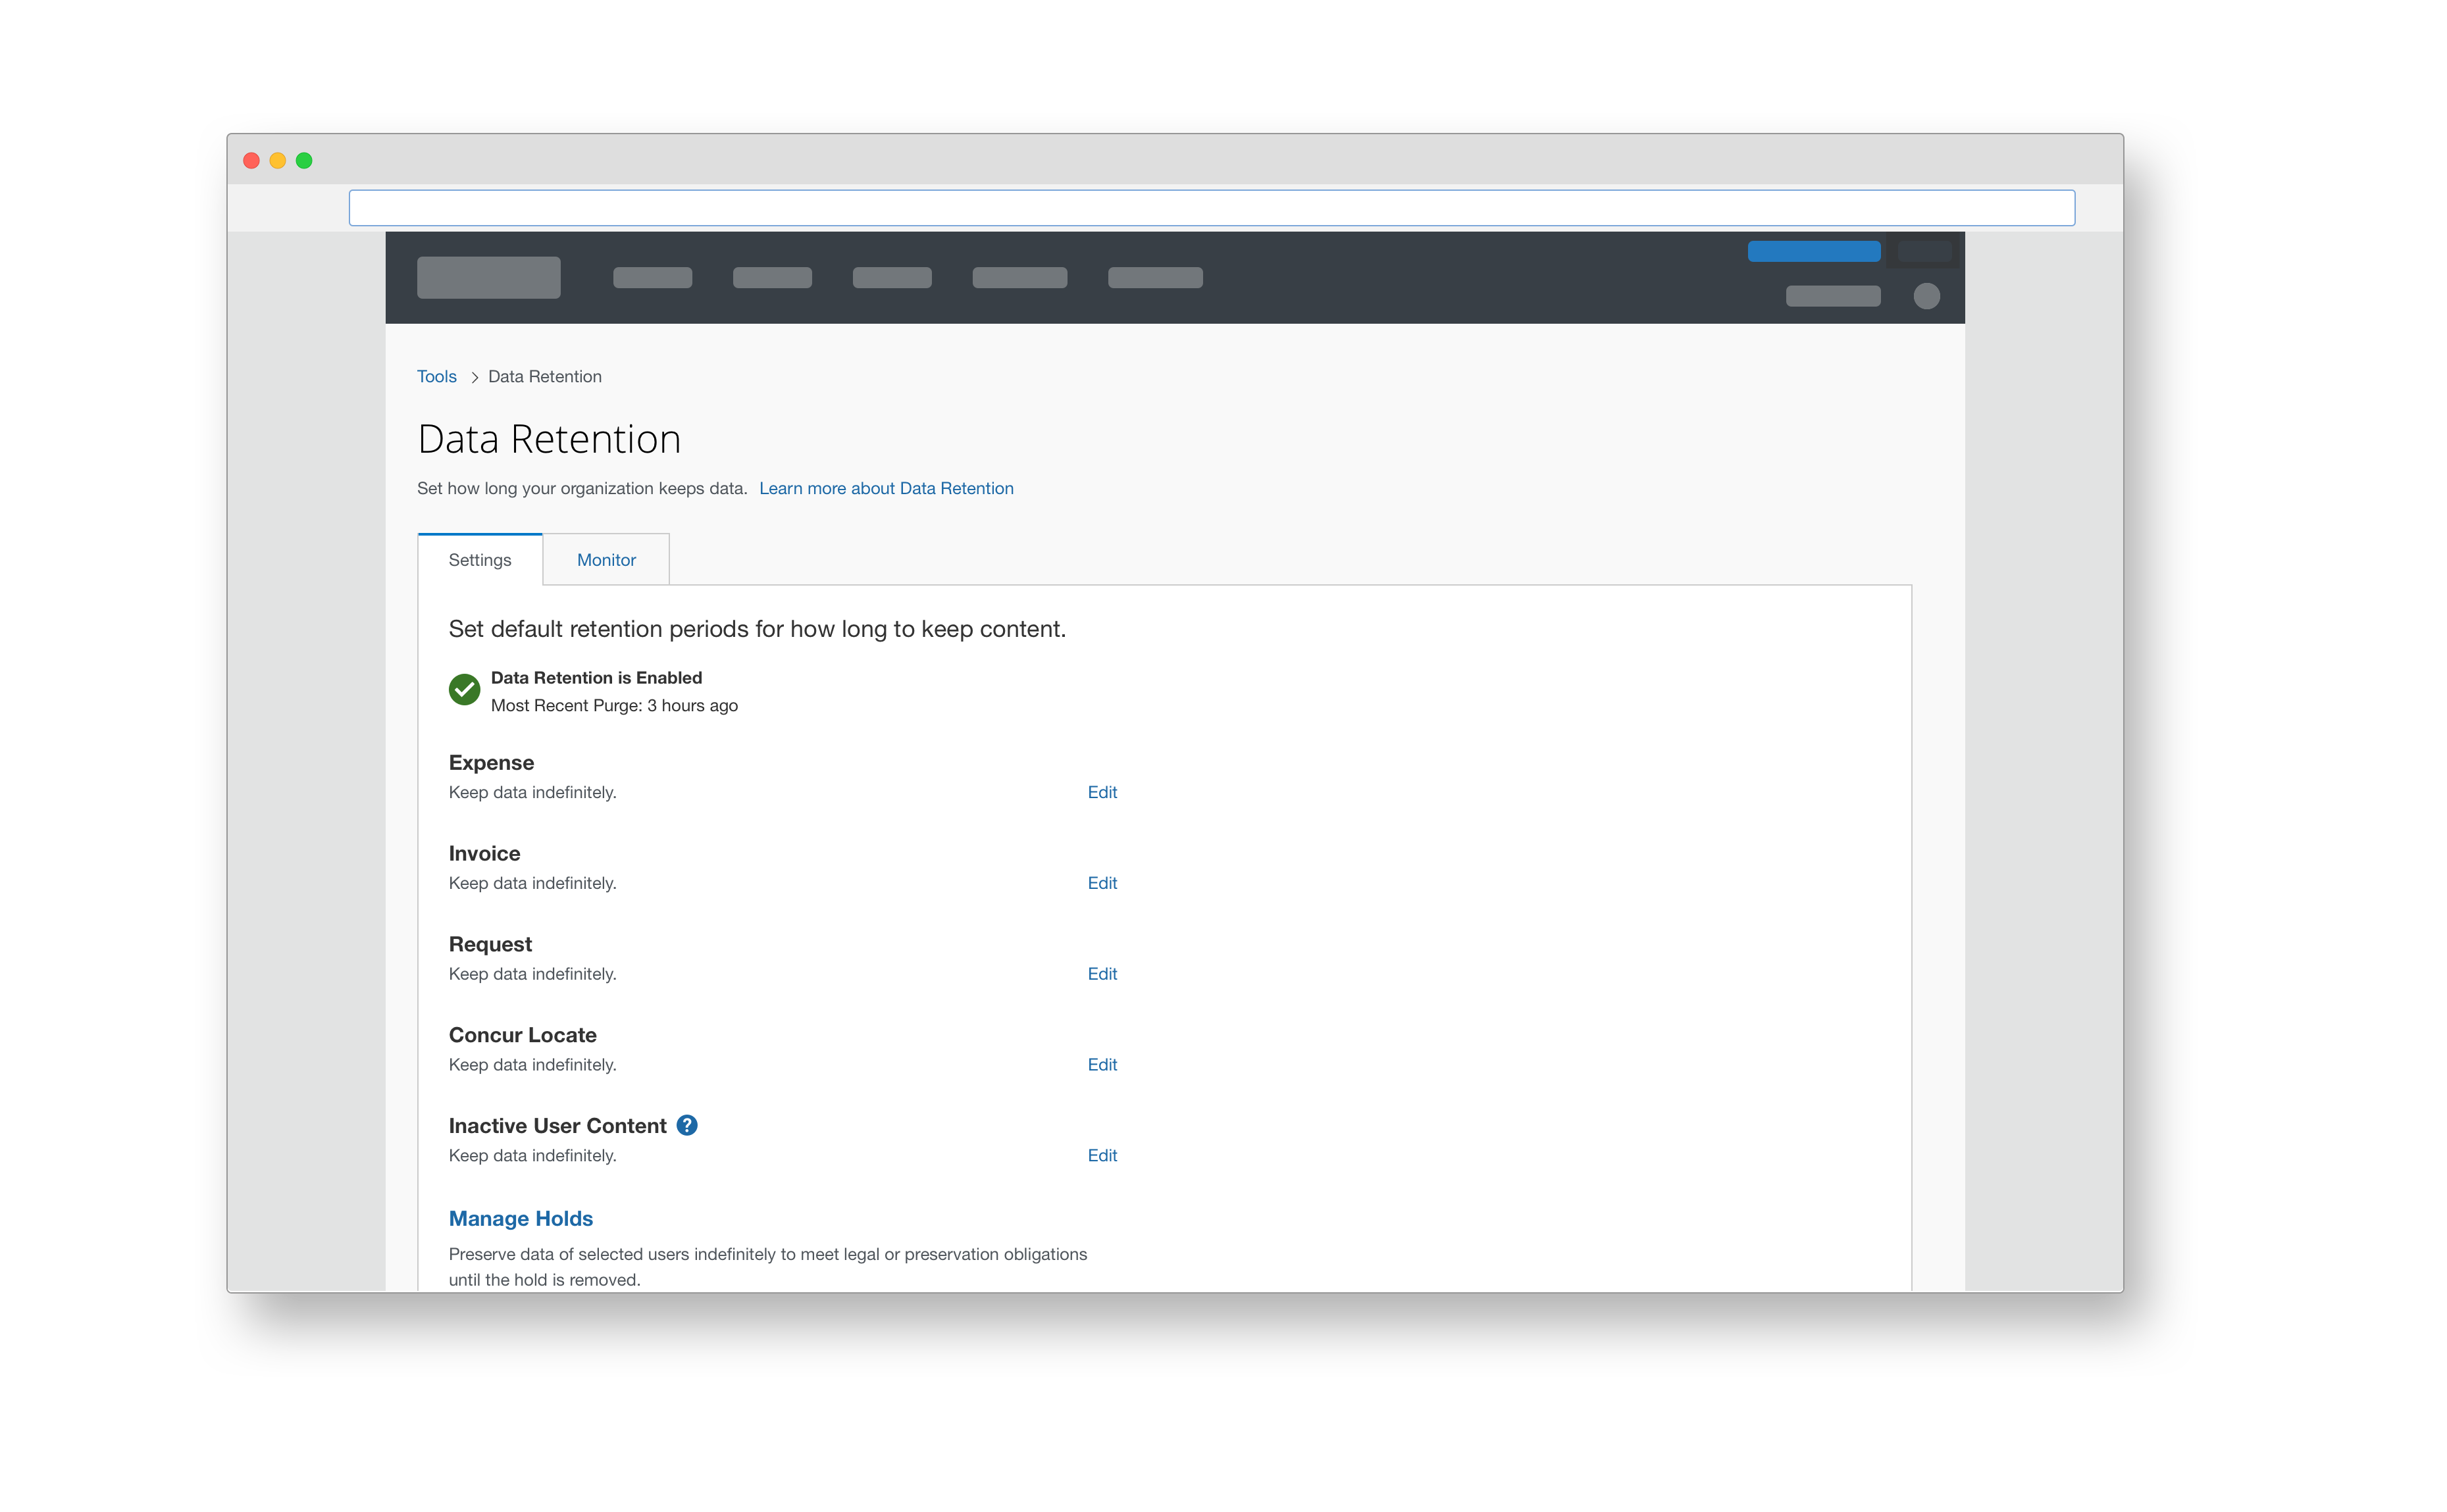 Tools > Data Retention
Data Retention
Set how long your organization keeps data. Learn more about Data Retention
Settings Monitor
Set default retention periods for how long to keep content.
Data Retention is Enabled
Most Recent Purge: 3 hours ago
Expense
Keep data indefinitely. Edit
Invoice
Keep data indefinitely. Edit
Request
Keep data indefinitely. Edit
Concur Locate
Keep data indefinitely. Edit
Inactive User Content ?
Keep data indefinitely. Edit
Manage Holds
Preserve data of selected users indefinitely to meet legal or preservation obligations
until the hold is removed.